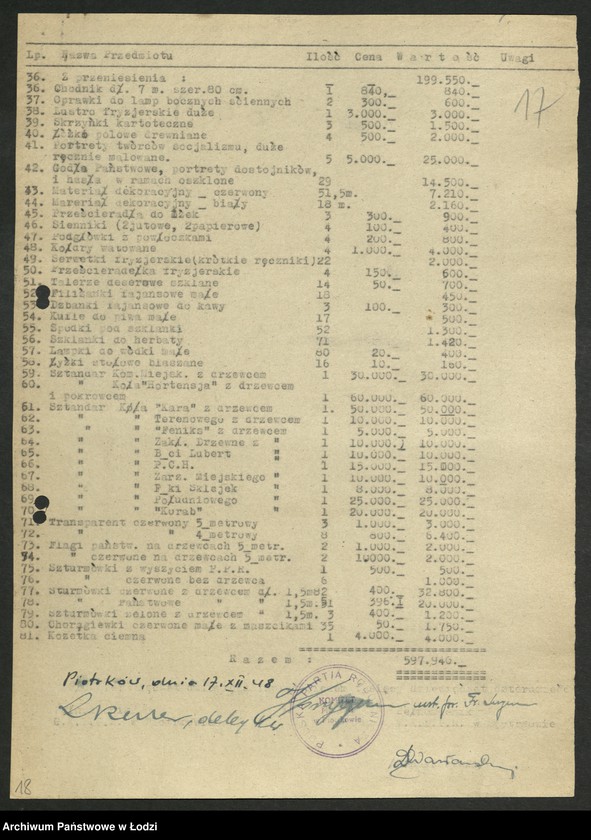 17
Lp. Nazwa Przedmiotu Ilość Cena Wartość Uwagi
36. Z przeniesienia : _ _ 199.550._
36. Chodnik dł. 7 m. szer.80 cm. 1 840,_ 840._
37. Oprawki do lamp bocznych ściennych 2 300._ 600._
38. Lustro fryzjerskie duże 1 3.000._ 3.000._
39. Skrzynki kartoteczne 3 500._ 1.500._
40. Łóżko polowe drewniane 4 500._ 2.000._
41. Portrety twórców socjalizmu, duże
ręcznie malowane. 5 5.000._ 25.000._
42. Godła Państwowe, portrety dostojników,
i hasła w ramach oszklone 29 14.500._
43. Materiał dekoracyjny _ czerwony 51,5m. 7.210._
44. Mareriał dekoracyjny _ biały 18 m. 2.160._
45. Prześcieradła do łżek 3 300._ 900._
46. Sienniki (2jutowe, 2papierowe) 4 100._ 400._
47. Podgłówki z powłeczkami 4 200._ 800._
48. Kołdry watowane 4 1.000._ 4.000._
49. Serwetki fryzjerskie(krótkie ręczniki) 22 2.000._
50. Prześcieradełka fryzjerskie 4 150._ 600._
51. Talerze deserowe szklane 14 50._ 700._
52. Filiżanki fajansowe małe 18 450._
53. Dzbanki fajansowe do kawy 3 100._ 300._
54. Kufle do piwa małe 17 500._
55. Spodki pod szklanki 52 1.300._
56. Szklanki do herbaty 71 1.420._
57. Lampki do wódki małe 80 20._ 400._
58. Łyżki stołowe blaszane 16 10._ 160._
59. Sztandar Kom.Miejsk. z drzewcem 1 30.000._ 30.000._
60. " Koła"Hortensja" z drzewcem
i pokrowcem 1 60.000._ 60.000._
61. Sztandar Koła "Kara" z drzewcem 1. 50.000._ 50.000._
62. " " Terenowego z drzewcem 1 10.000._ 10.000._
63. " " "Feniks" z drzewcem 1 5.000._ 5.000._
64. " " Zakł. Drzewne z " 1 10.000._ 10.000._
65. " " B_ci Lubert " 1 10.000._ 10.000._
66. " " P.C.H. " 1 15.000._ 15.000._
67. " " Zarz. Miejskiego " 1 10.000._ 10.000._
68. " " F_ki Sklejek " 1 8.000._ 8.000._
69. " " Południowego " 1 25.000._ 25.000._
70. " " "Korab" " 1 20.000._ 20.000._
71. Transparent czerwony 5_metrowy 3 1.000._ 3.000._
72. " " 4_metrowy 8 800._ 6.400._
73. Flagi państw. na drzewcach 5_metr. 2 1.000._ 2.000._
74. " czerwone na drzewcach 5_metr. 2 10000._ 2.000._
75. Szturmówki z wyszyciem P.P.R. 1 500._ 500._
76. " czerwone bez drzewca 6 1.000._
77. Sturmówki czerwone z drzewcem dł. 1,5m82 400._ 32.800._
78. " Państwowe " " 1,5m.51 396._ 20.000._
79. Szturmówki zelone z drzewcem " 1,5m. 3 400._ 1.200._
80. Chorągiewki czerwone małe z zaszcikami 35 50._ 1.750._
81. Kozetka ciemna 1 4.000._ 4.000._
Razem : 597.940._
Piotrków, dnia 17.XII.48
18
Archiwum Państwowe w Łodzi